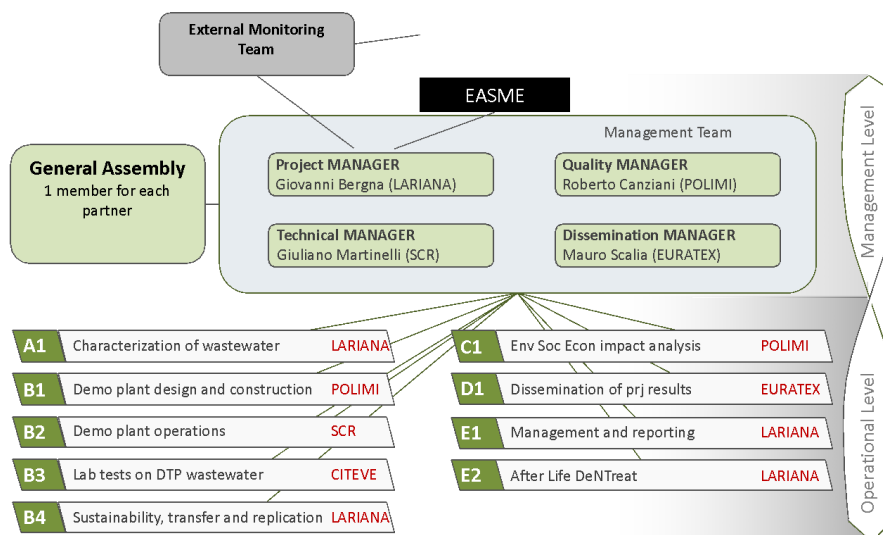 External Monitoring
Team
EASME
Management Team
General Assembly
1 member for each
partner
Project MANAGER
Giovanni Bergna (LARIANA)
Quality MANAGER
Roberto Canziani (POLIMI)
Technical MANAGER
Giuliano Martinelli (SCR)
Dissemination MANAGER
Mauro Scalia (EURATEX)
Management Level
A1 Characterization of wastewater LARIANA
B1 Demo plant design and construction POLIMI
B2 Demo plant operations SCR
B3 Lab tests on DTP wastewater CITEVE
B4 Sustainability, transfer and replication LARIANA
C1 Env Soc Econ impact analysis POLIMI
D1 Dissemination of prj results EURATEX
E1 Management and reporting LARIANA
E2 After Life DeNTreat LARIANA
Operational Level